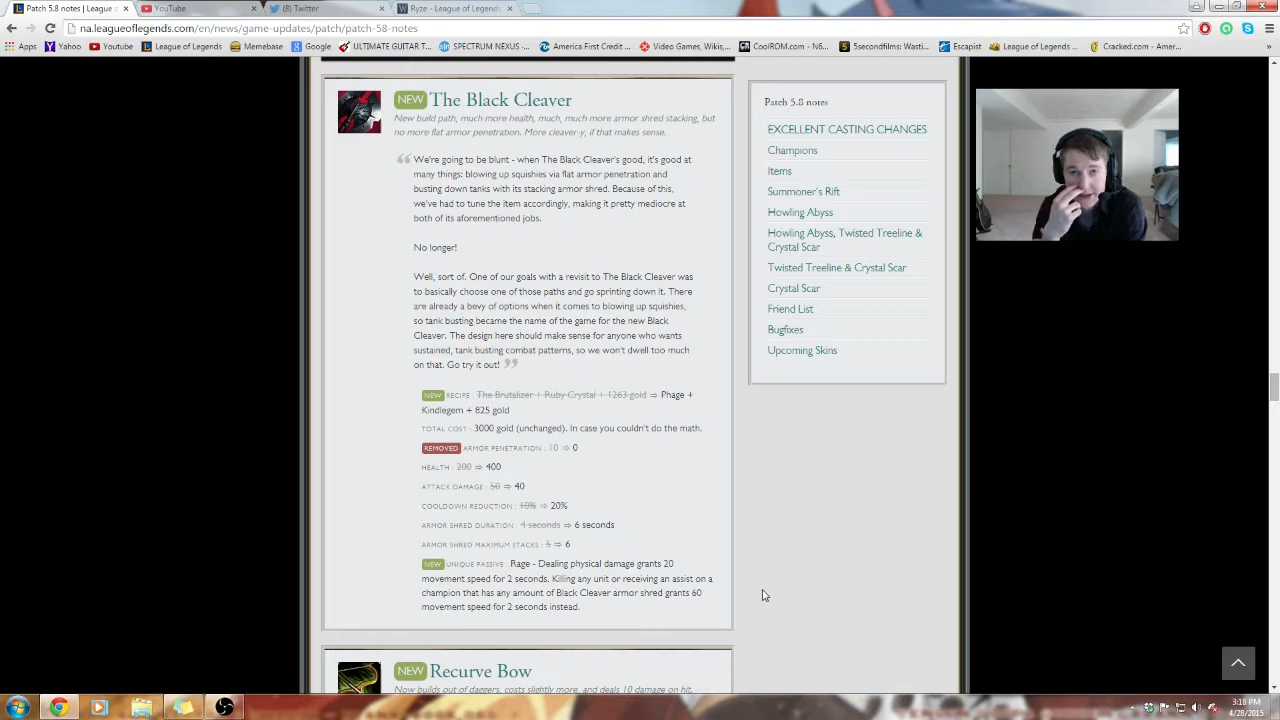 Patch 5.8 notes | League c
YouTube
(1) Twitter
Ryze - League of Legends
na.leagueoflegends.com/en/news/game-updates/patch/patch-58-notes
Apps
Yahoo
Youtube
League of Legends
Memebase
Google
ULTIMATE GUITAR T...
SPECTRUM NEXUS ...
America First Credit ...
Video Games, Wikis,...
CoolROM.com - N6...
5secondfilms: Wasti...
Escapist
League of Legends ...
Cracked.com - Amer...
NEW The Black Cleaver
New build path, much more health, much, much more armor shred stacking, but
no more flat armor penetration. More cleaver-y, if that makes sense.
We're going to be blunt - when The Black Cleaver's good, it's good at
many things: blowing up squishies via flat armor penetration and
busting down tanks with its stacking armor shred. Because of this,
we've had to tune the item accordingly, making it pretty mediocre at
both of its aforementioned jobs.
No longer!
Well, sort of. One of our goals with a revisit to The Black Cleaver was
to basically choose one of those paths and go sprinting down it. There
are already a bevy of options when it comes to blowing up squishies,
so tank busting became the name of the game for the new Black
Cleaver. The design here should make sense for anyone who wants
sustained, tank busting combat patterns, so we won't dwell too much
on that. Go try it out!
NEW RECIPE : The Brutalizer + Ruby Crystal + 1263 gold ⇒ Phage +
Kindlegem + 825 gold
TOTAL COST : 3000 gold (unchanged). In case you couldn't do the math.
REMOVED ARMOR PENETRATION : 10 ⇒ 0
HEALTH : 200 ⇒ 400
ATTACK DAMAGE : 50 ⇒ 40
COOLDOWN REDUCTION : 10% ⇒ 20%
ARMOR SHRED DURATION : 4 seconds ⇒ 6 seconds
ARMOR SHRED MAXIMUM STACKS : 5 ⇒ 6
NEW UNIQUE PASSIVE : Rage - Dealing physical damage grants 20
movement speed for 2 seconds. Killing any unit or receiving an assist on a
champion that has any amount of Black Cleaver armor shred grants 60
movement speed for 2 seconds instead.
NEW Recurve Bow
Now builds out of daggers, costs slightly more, and deals 10 damage on hit.
Patch 5.8 notes
EXCELLENT CASTING CHANGES
Champions
Items
Summoner's Rift
Howling Abyss
Howling Abyss, Twisted Treeline &
Crystal Scar
Twisted Treeline & Crystal Scar
Crystal Scar
Friend List
Bugfixes
Upcoming Skins
3:18 PM
4/28/2015